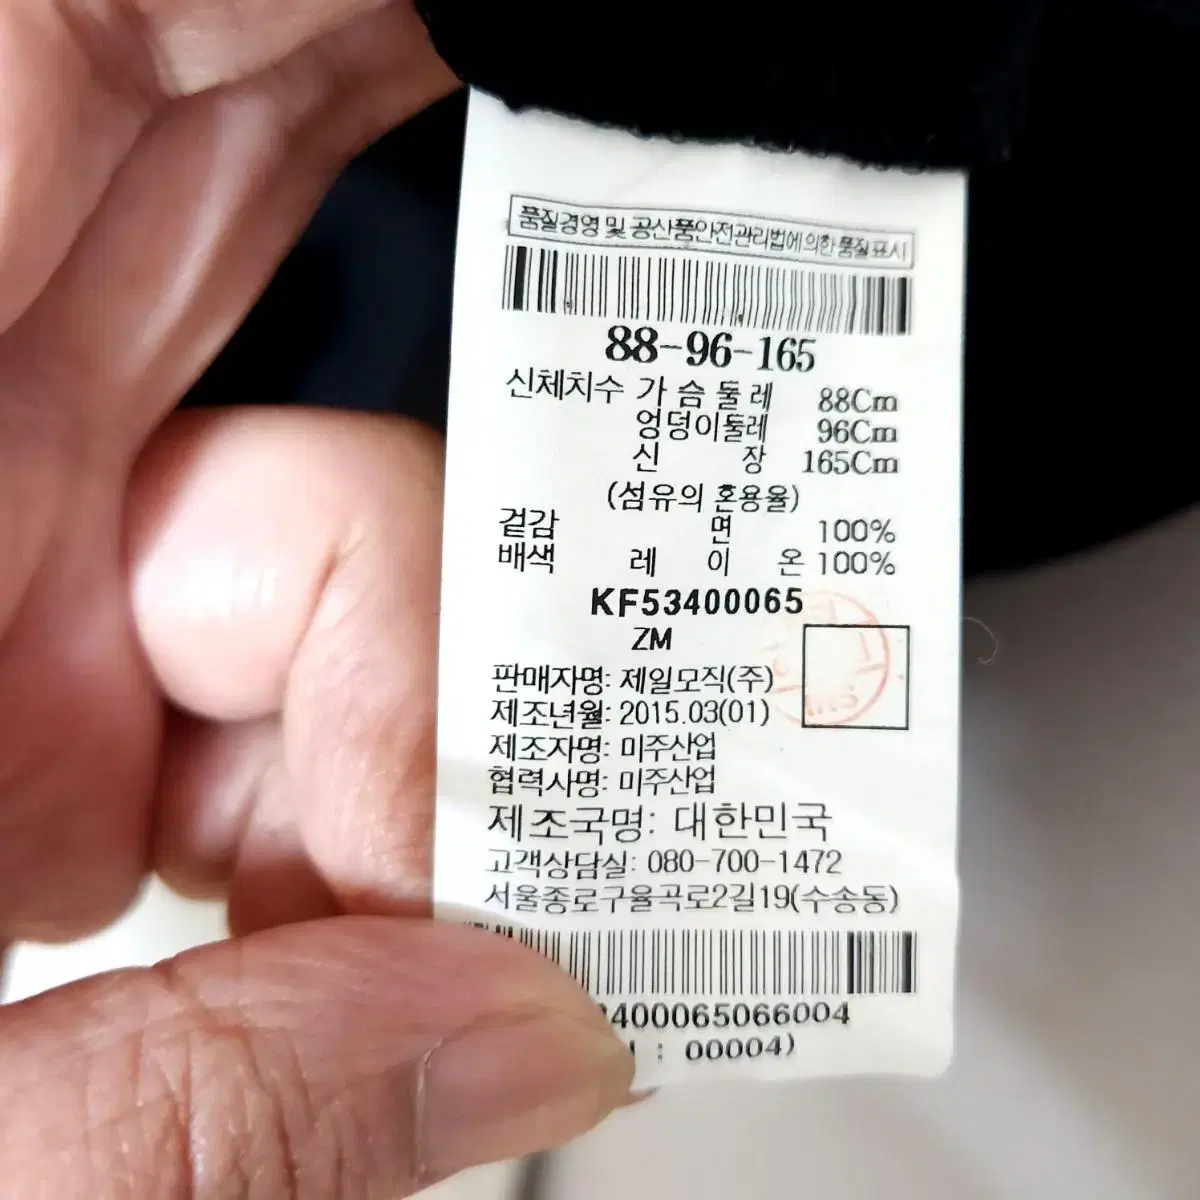 품질경영 및 공산품안전관리법에의한 품질표시
88-96-165
신체치수 가 슴 둘 레 88Cm
엉덩이둘레 96Cm
신 장 165Cm
(섬유의 혼용율)
겉감 면 100%
배색 레 이 온 100%
KF53400065
ZM
판매자명: 제일모직(주)
제조년월: 2015.03(01)
제조자명: 미주산업
협력사명: 미주산업
제조국명: 대한민국
고객상담실: 080-700-1472
서울종로구율곡로2길19(수송동)
400065066004
: 00004)